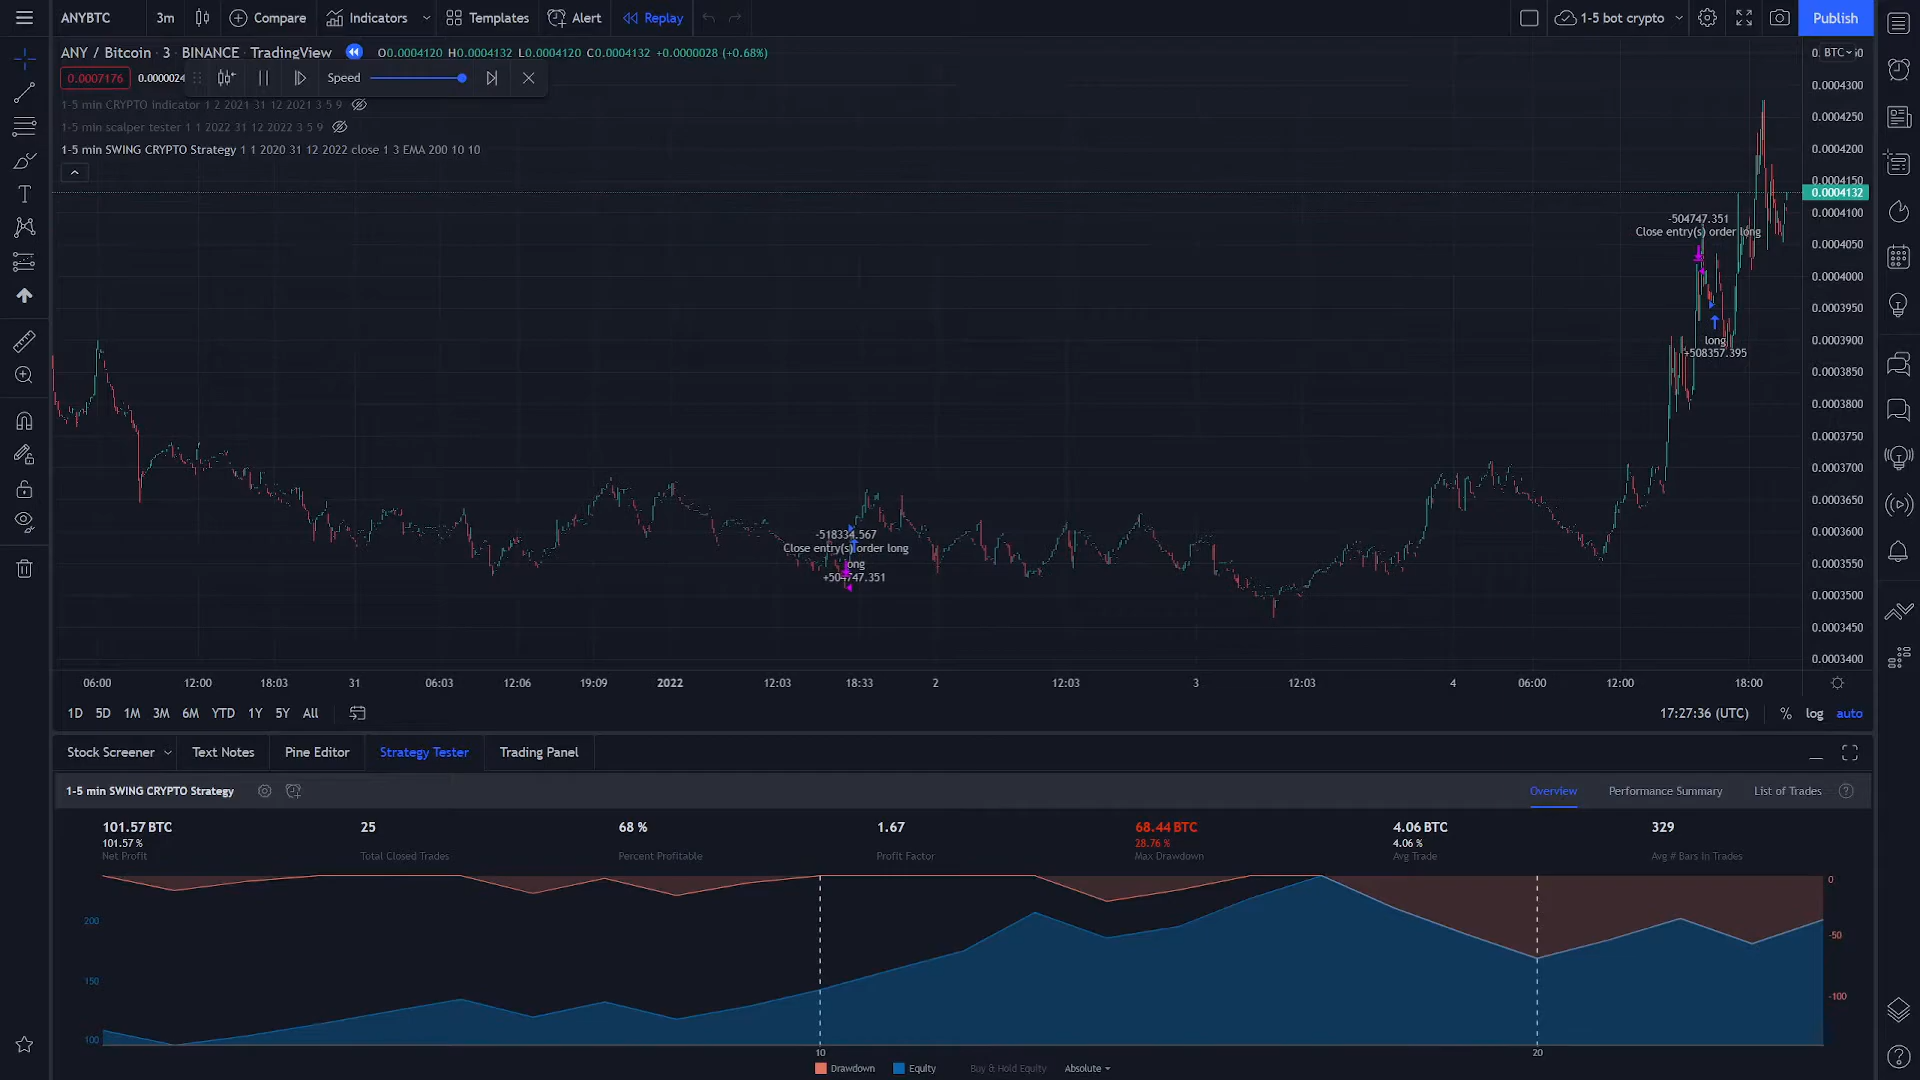 ANYBTC 3m Compare Indicators Templates Alert Replay 1-5 bot crypto Publish
ANY / Bitcoin · 3 · BINANCE · TradingView O0.0004120 H0.0004132 L0.0004120 C0.0004132 +0.0000028 (+0.68%)
BTC
0.0007176 0.0000024 Speed
1-5 min CRYPTO Indicator 1 2 2021 31 12 2021 3 5 9
1-5 min scalper tester 1 1 2022 31 12 2022 3 5 9
1-5 min SWING CRYPTO Strategy 1 1 2020 31 12 2022 close 1 3 EMA 200 10 10
0.0004300
0.0004250
0.0004200
0.0004150
0.0004132
0.0004100
0.0004050
0.0004000
0.0003950
0.0003900
0.0003850
0.0003800
0.0003750
0.0003700
0.0003650
0.0003600
0.0003550
0.0003500
0.0003450
0.0003400
-504747.351
Close entry(s) order long
long
+508357.395
-518334.567
Close entry(s) order long
long
+504747.351
06:00 12:00 18:03 31 06:03 12:06 19:09 2022 12:03 18:33 2 12:03 3 12:03 4 06:00 12:00 18:00
1D 5D 1M 3M 6M YTD 1Y 5Y All 17:27:36 (UTC) % log auto
Stock Screener Text Notes Pine Editor Strategy Tester Trading Panel
1-5 min SWING CRYPTO Strategy Overview Performance Summary List of Trades
101.57 BTC 25 68 % 1.67 68.44 BTC 4.06 BTC 329
101.57 % 28.76 % 4.06 %
Net Profit Total Closed Trades Percent Profitable Profit Factor Max Drawdown Avg Trade Avg # Bars In Trades
0
200
-50
150
-100
100
10 20
Drawdown Equity Buy & Hold Equity Absolute